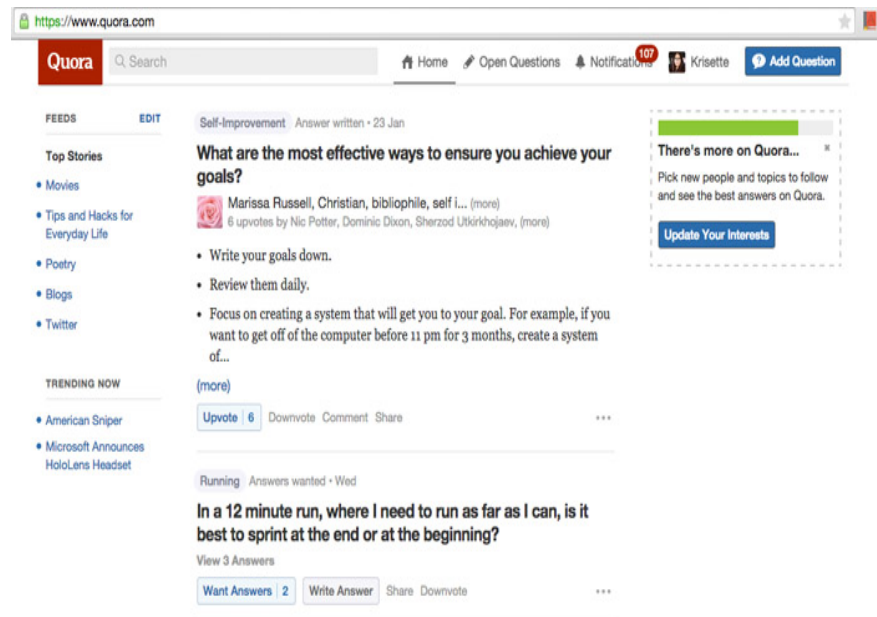 https://www.quora.com
Quora
Search
Home
Open Questions
Notifications
107
Krisette
Add Question
FEEDS
EDIT
Top Stories
Movies
Tips and Hacks for
Everyday Life
Poetry
Blogs
Twitter
TRENDING NOW
American Sniper
Microsoft Announces
HoloLens Headset
Self-Improvement Answer written • 23 Jan
What are the most effective ways to ensure you achieve your
goals?
Marissa Russell, Christian, bibliophile, self i... (more)
6 upvotes by Nic Potter, Dominic Dixon, Sherzod Utkirkhojaev, (more)
• Write your goals down.
• Review them daily.
• Focus on creating a system that will get you to your goal. For example, if you
want to get off of the computer before 11 pm for 3 months, create a system
of...
(more)
Upvote 6 Downvote Comment Share
Running Answers wanted • Wed
In a 12 minute run, where I need to run as far as I can, is it
best to sprint at the end or at the beginning?
View 3 Answers
Want Answers 2 Write Answer Share Downvote
There's more on Quora...
Pick new people and topics to follow
and see the best answers on Quora.
Update Your Interests